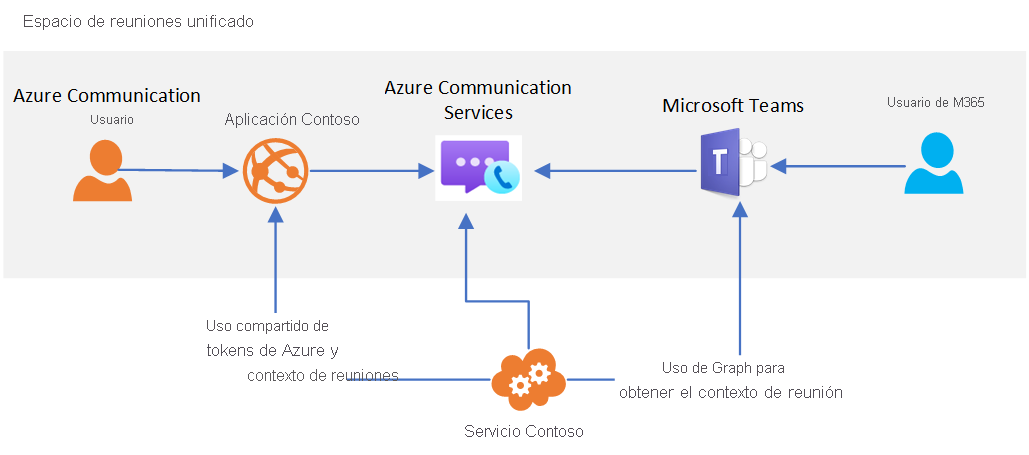 Espacio de reuniones unificado
Azure Communication
Usuario
Aplicación Contoso
Azure Communication
Services
Microsoft Teams
Usuario de M365
T
Uso compartido de
tokens de Azure y
contexto de reuniones
Uso de Graph para
obtener el contexto de reunión
Servicio Contoso